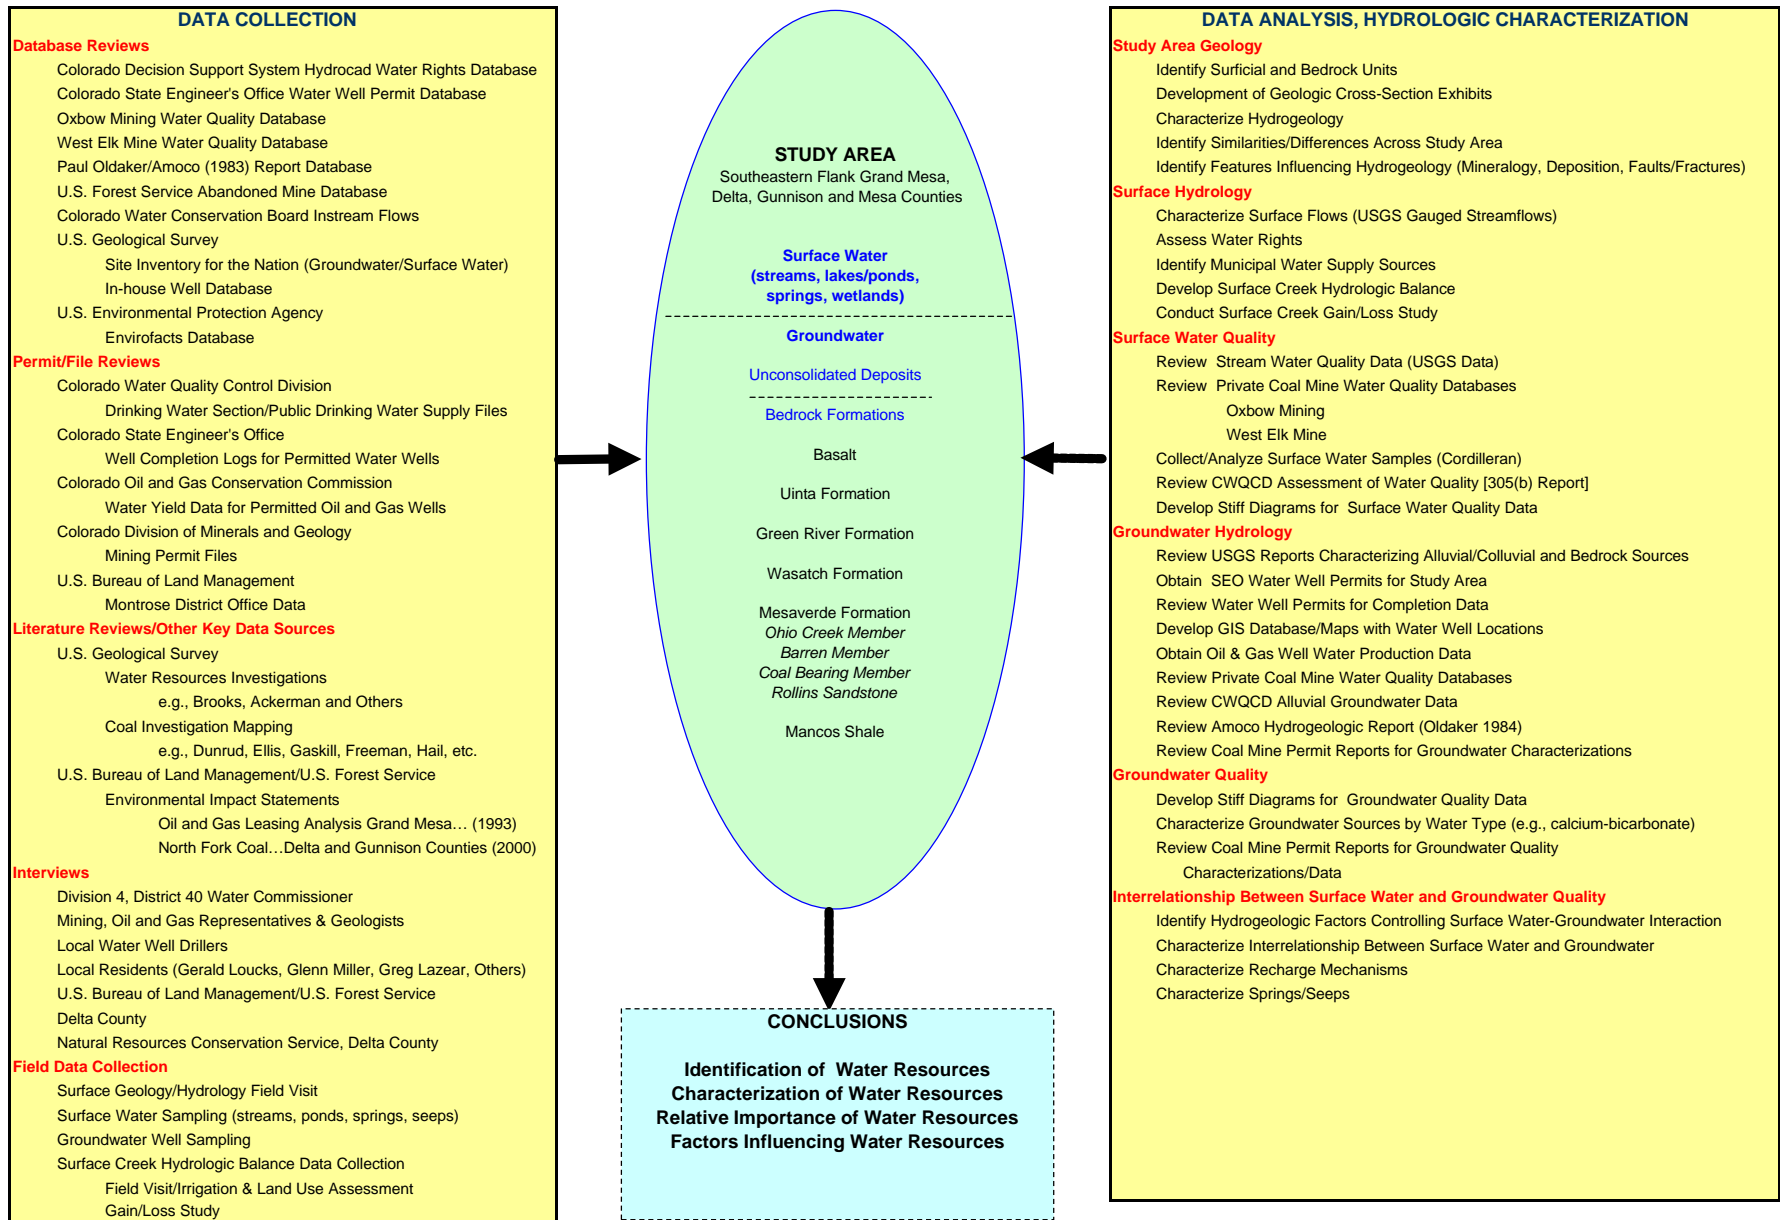 DATA COLLECTION
Database Reviews
Colorado Decision Support System Hydrocad Water Rights Database
Colorado State Engineer's Office Water Well Permit Database
Oxbow Mining Water Quality Database
West Elk Mine Water Quality Database
Paul Oldaker/Amoco (1983) Report Database
U.S. Forest Service Abandoned Mine Database
Colorado Water Conservation Board Instream Flows
U.S. Geological Survey
Site Inventory for the Nation (Groundwater/Surface Water)
In-house Well Database
U.S. Environmental Protection Agency
Envirofacts Database
Permit/File Reviews
Colorado Water Quality Control Division
Drinking Water Section/Public Drinking Water Supply Files
Colorado State Engineer's Office
Well Completion Logs for Permitted Water Wells
Colorado Oil and Gas Conservation Commission
Water Yield Data for Permitted Oil and Gas Wells
Colorado Division of Minerals and Geology
Mining Permit Files
U.S. Bureau of Land Management
Montrose District Office Data
Literature Reviews/Other Key Data Sources
U.S. Geological Survey
Water Resources Investigations
e.g., Brooks, Ackerman and Others
Coal Investigation Mapping
e.g., Dunrud, Ellis, Gaskill, Freeman, Hail, etc.
U.S. Bureau of Land Management/U.S. Forest Service
Environmental Impact Statements
Oil and Gas Leasing Analysis Grand Mesa… (1993)
North Fork Coal…Delta and Gunnison Counties (2000)
Interviews
Division 4, District 40 Water Commissioner
Mining, Oil and Gas Representatives & Geologists
Local Water Well Drillers
Local Residents (Gerald Loucks, Glenn Miller, Greg Lazear, Others)
U.S. Bureau of Land Management/U.S. Forest Service
Delta County
Natural Resources Conservation Service, Delta County
Field Data Collection
Surface Geology/Hydrology Field Visit
Surface Water Sampling (streams, ponds, springs, seeps)
Groundwater Well Sampling
Surface Creek Hydrologic Balance Data Collection
Field Visit/Irrigation & Land Use Assessment
Gain/Loss Study
STUDY AREA
Southeastern Flank Grand Mesa,
Delta, Gunnison and Mesa Counties
Surface Water
(streams, lakes/ponds,
springs, wetlands)
Groundwater
Unconsolidated Deposits
Bedrock Formations
Basalt
Uinta Formation
Green River Formation
Wasatch Formation
Mesaverde Formation
Ohio Creek Member
Barren Member
Coal Bearing Member
Rollins Sandstone
Mancos Shale
CONCLUSIONS
Identification of Water Resources
Characterization of Water Resources
Relative Importance of Water Resources
Factors Influencing Water Resources
DATA ANALYSIS, HYDROLOGIC CHARACTERIZATION
Study Area Geology
Identify Surficial and Bedrock Units
Development of Geologic Cross-Section Exhibits
Characterize Hydrogeology
Identify Similarities/Differences Across Study Area
Identify Features Influencing Hydrogeology (Mineralogy, Deposition, Faults/Fractures)
Surface Hydrology
Characterize Surface Flows (USGS Gauged Streamflows)
Assess Water Rights
Identify Municipal Water Supply Sources
Develop Surface Creek Hydrologic Balance
Conduct Surface Creek Gain/Loss Study
Surface Water Quality
Review Stream Water Quality Data (USGS Data)
Review Private Coal Mine Water Quality Databases
Oxbow Mining
West Elk Mine
Collect/Analyze Surface Water Samples (Cordilleran)
Review CWQCD Assessment of Water Quality [305(b) Report]
Develop Stiff Diagrams for Surface Water Quality Data
Groundwater Hydrology
Review USGS Reports Characterizing Alluvial/Colluvial and Bedrock Sources
Obtain SEO Water Well Permits for Study Area
Review Water Well Permits for Completion Data
Develop GIS Database/Maps with Water Well Locations
Obtain Oil & Gas Well Water Production Data
Review Private Coal Mine Water Quality Databases
Review CWQCD Alluvial Groundwater Data
Review Amoco Hydrogeologic Report (Oldaker 1984)
Review Coal Mine Permit Reports for Groundwater Characterizations
Groundwater Quality
Develop Stiff Diagrams for Groundwater Quality Data
Characterize Groundwater Sources by Water Type (e.g., calcium-bicarbonate)
Review Coal Mine Permit Reports for Groundwater Quality
Characterizations/Data
Interrelationship Between Surface Water and Groundwater Quality
Identify Hydrogeologic Factors Controlling Surface Water-Groundwater Interaction
Characterize Interrelationship Between Surface Water and Groundwater
Characterize Recharge Mechanisms
Characterize Springs/Seeps